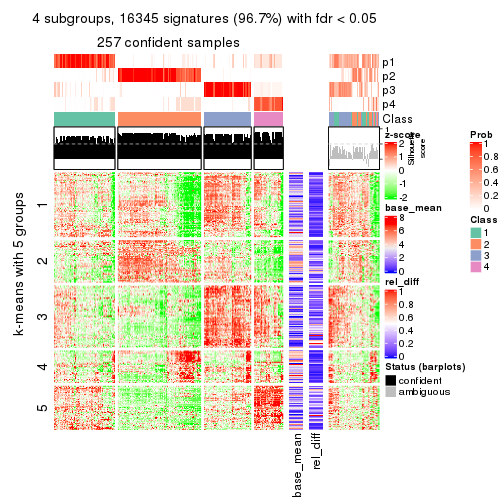 4 subgroups, 16345 signatures (96.7%) with fdr < 0.05
257 confident samples
p1
p2
p3
p4
Class
1
Silhouette
score
z-score
2
1
0
-1
-2
base_mean
8
6
4
2
0
rel_diff
1
0.8
0.6
0.4
0.2
0
Status (barplots)
confident
ambiguous
Prob
1
0.8
0.6
0.4
0.2
0
Class
1
2
3
4
k-means with 5 groups
1
2
3
4
5
base_mean
rel_diff